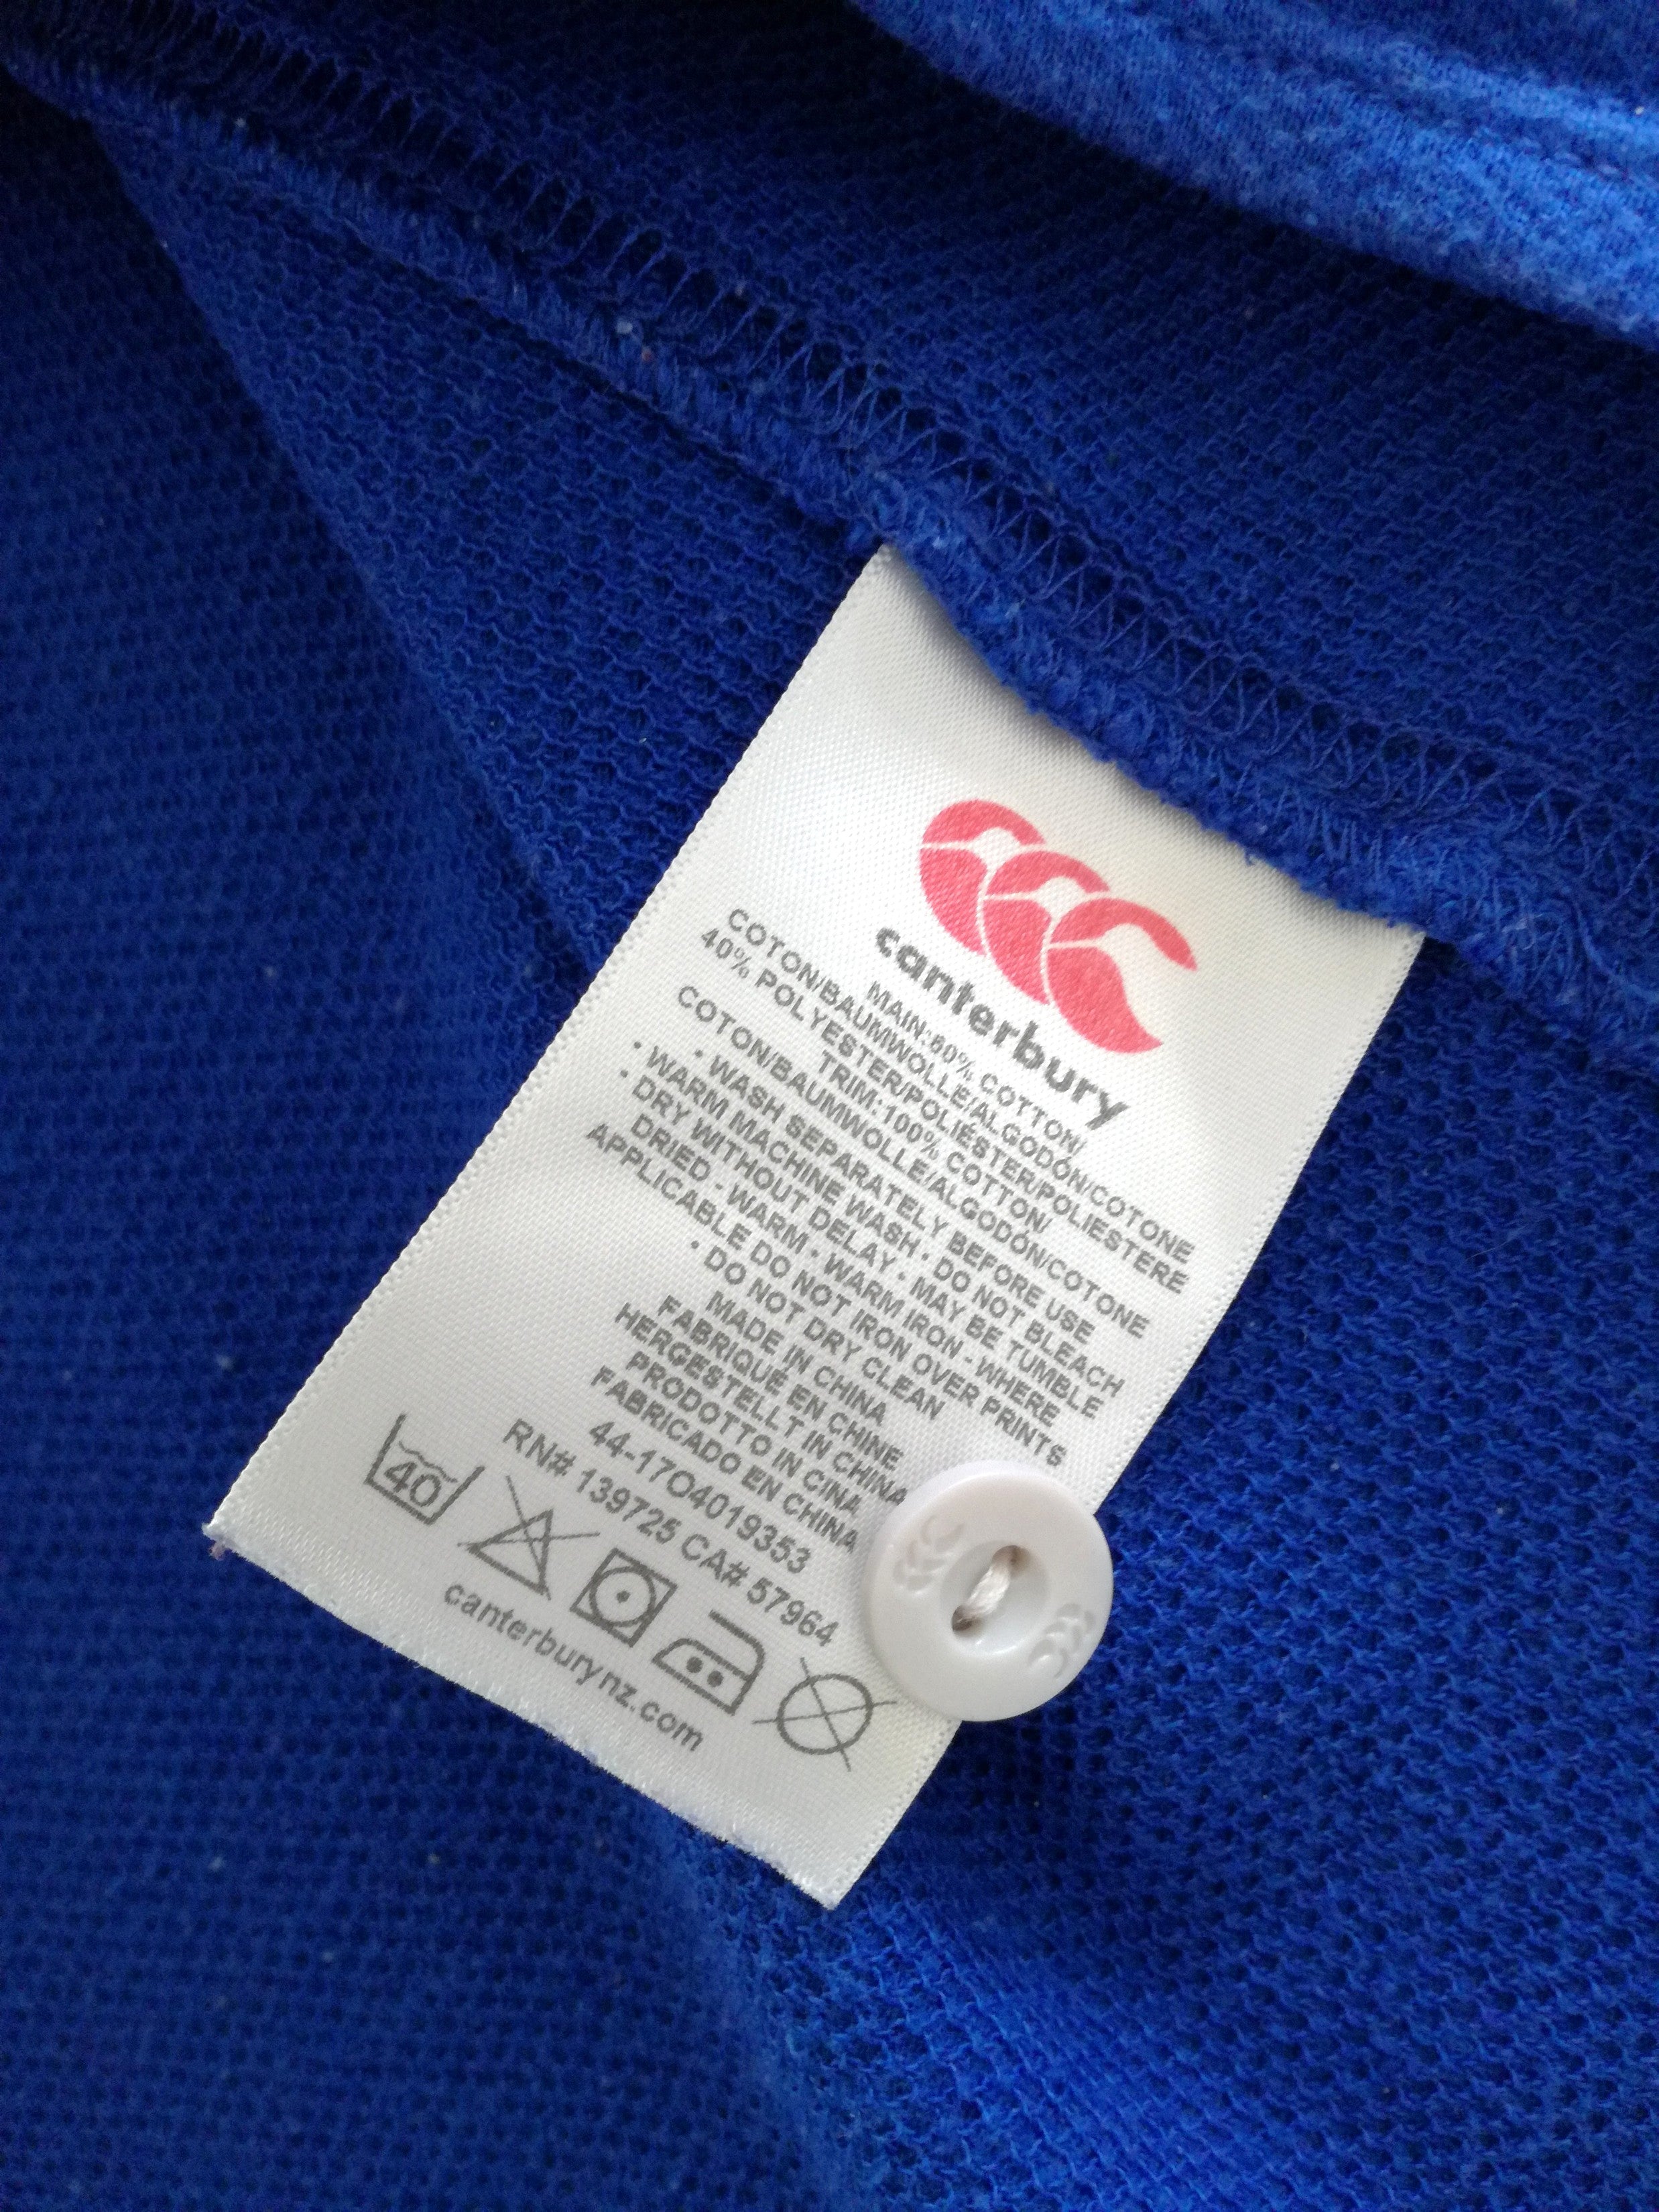 canterbury
MAIN:60% COTTON/
COTON/BAUMWOLLE/ALGODÓN/COTONE
40% POLYESTER/POLIÉSTER/POLIESTERE
TRIM:100% COTTON/
COTON/BAUMWOLLE/ALGODÓN/COTONE
• WASH SEPARATELY BEFORE USE
• WARM MACHINE WASH • DO NOT BLEACH
• DRY WITHOUT DELAY • MAY BE TUMBLE
DRIED - WARM • WARM IRON - WHERE
APPLICABLE DO NOT IRON OVER PRINTS
• DO NOT DRY CLEAN
MADE IN CHINA
FABRIQUÉ EN CHINE
HERGESTELLT IN CHINA
PRODOTTO IN CINA
FABRICADO EN CHINA
44-17O4019353
RN# 139725 CA# 57964
40
canterburynz.com